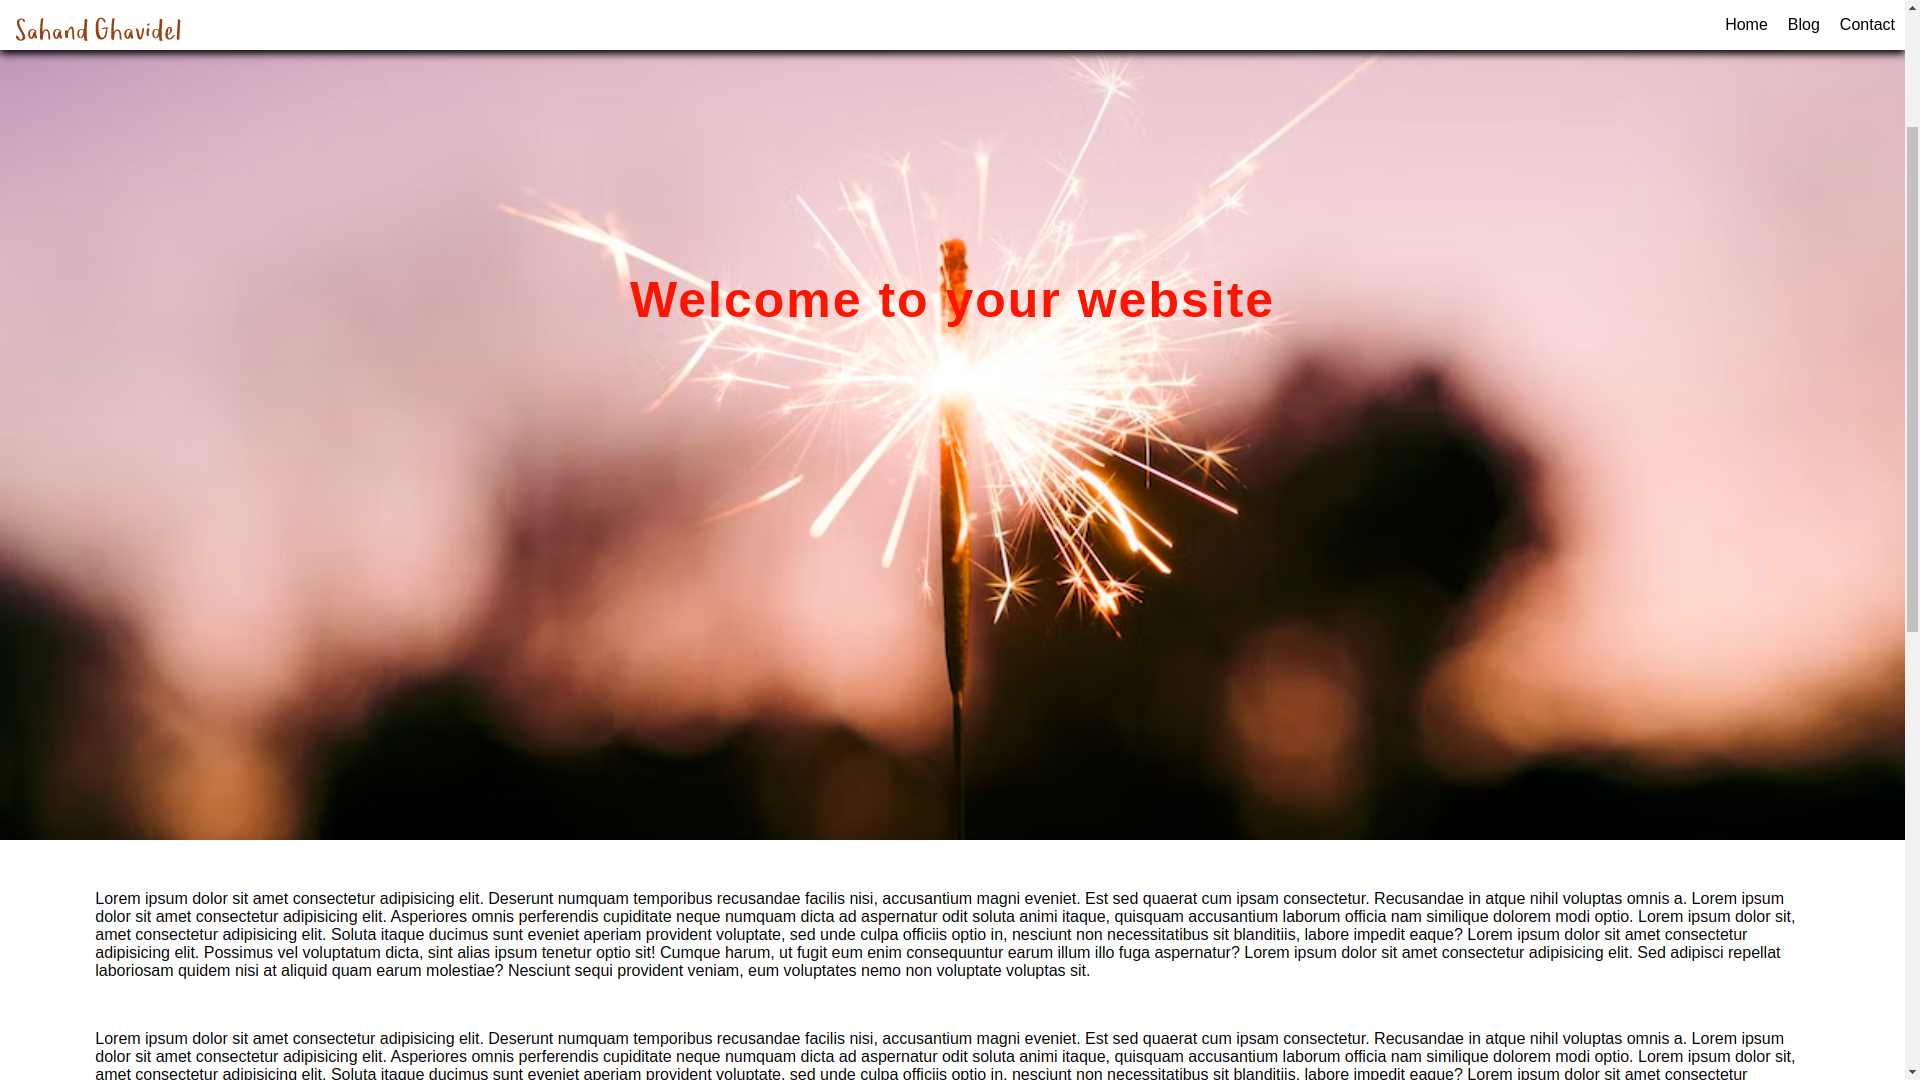 Sahand Ghavidel
Home Blog Contact
Welcome to your website
Lorem ipsum dolor sit amet consectetur adipisicing elit. Deserunt numquam temporibus recusandae facilis nisi, accusantium magni eveniet. Est sed quaerat cum ipsam consectetur. Recusandae in atque nihil voluptas omnis a. Lorem ipsum
dolor sit amet consectetur adipisicing elit. Asperiores omnis perferendis cupiditate neque numquam dicta ad aspernatur odit soluta animi itaque, quisquam accusantium laborum officia nam similique dolorem modi optio. Lorem ipsum dolor sit,
amet consectetur adipisicing elit. Soluta itaque ducimus sunt eveniet aperiam provident voluptate, sed unde culpa officiis optio in, nesciunt non necessitatibus sit blanditiis, labore impedit eaque? Lorem ipsum dolor sit amet consectetur
adipisicing elit. Possimus vel voluptatum dicta, sint alias ipsum tenetur optio sit! Cumque harum, ut fugit eum enim consequuntur earum illum illo fuga aspernatur? Lorem ipsum dolor sit amet consectetur adipisicing elit. Sed adipisci repellat
laboriosam quidem nisi at aliquid quam earum molestiae? Nesciunt sequi provident veniam, eum voluptates nemo non voluptate voluptas sit.
Lorem ipsum dolor sit amet consectetur adipisicing elit. Deserunt numquam temporibus recusandae facilis nisi, accusantium magni eveniet. Est sed quaerat cum ipsam consectetur. Recusandae in atque nihil voluptas omnis a. Lorem ipsum
dolor sit amet consectetur adipisicing elit. Asperiores omnis perferendis cupiditate neque numquam dicta ad aspernatur odit soluta animi itaque, quisquam accusantium laborum officia nam similique dolorem modi optio. Lorem ipsum dolor sit,
amet consectetur adipisicing elit. Soluta itaque ducimus sunt eveniet aperiam provident voluptate, sed unde culpa officiis optio in, nesciunt non necessitatibus sit blanditiis, labore impedit eaque? Lorem ipsum dolor sit amet consectetur